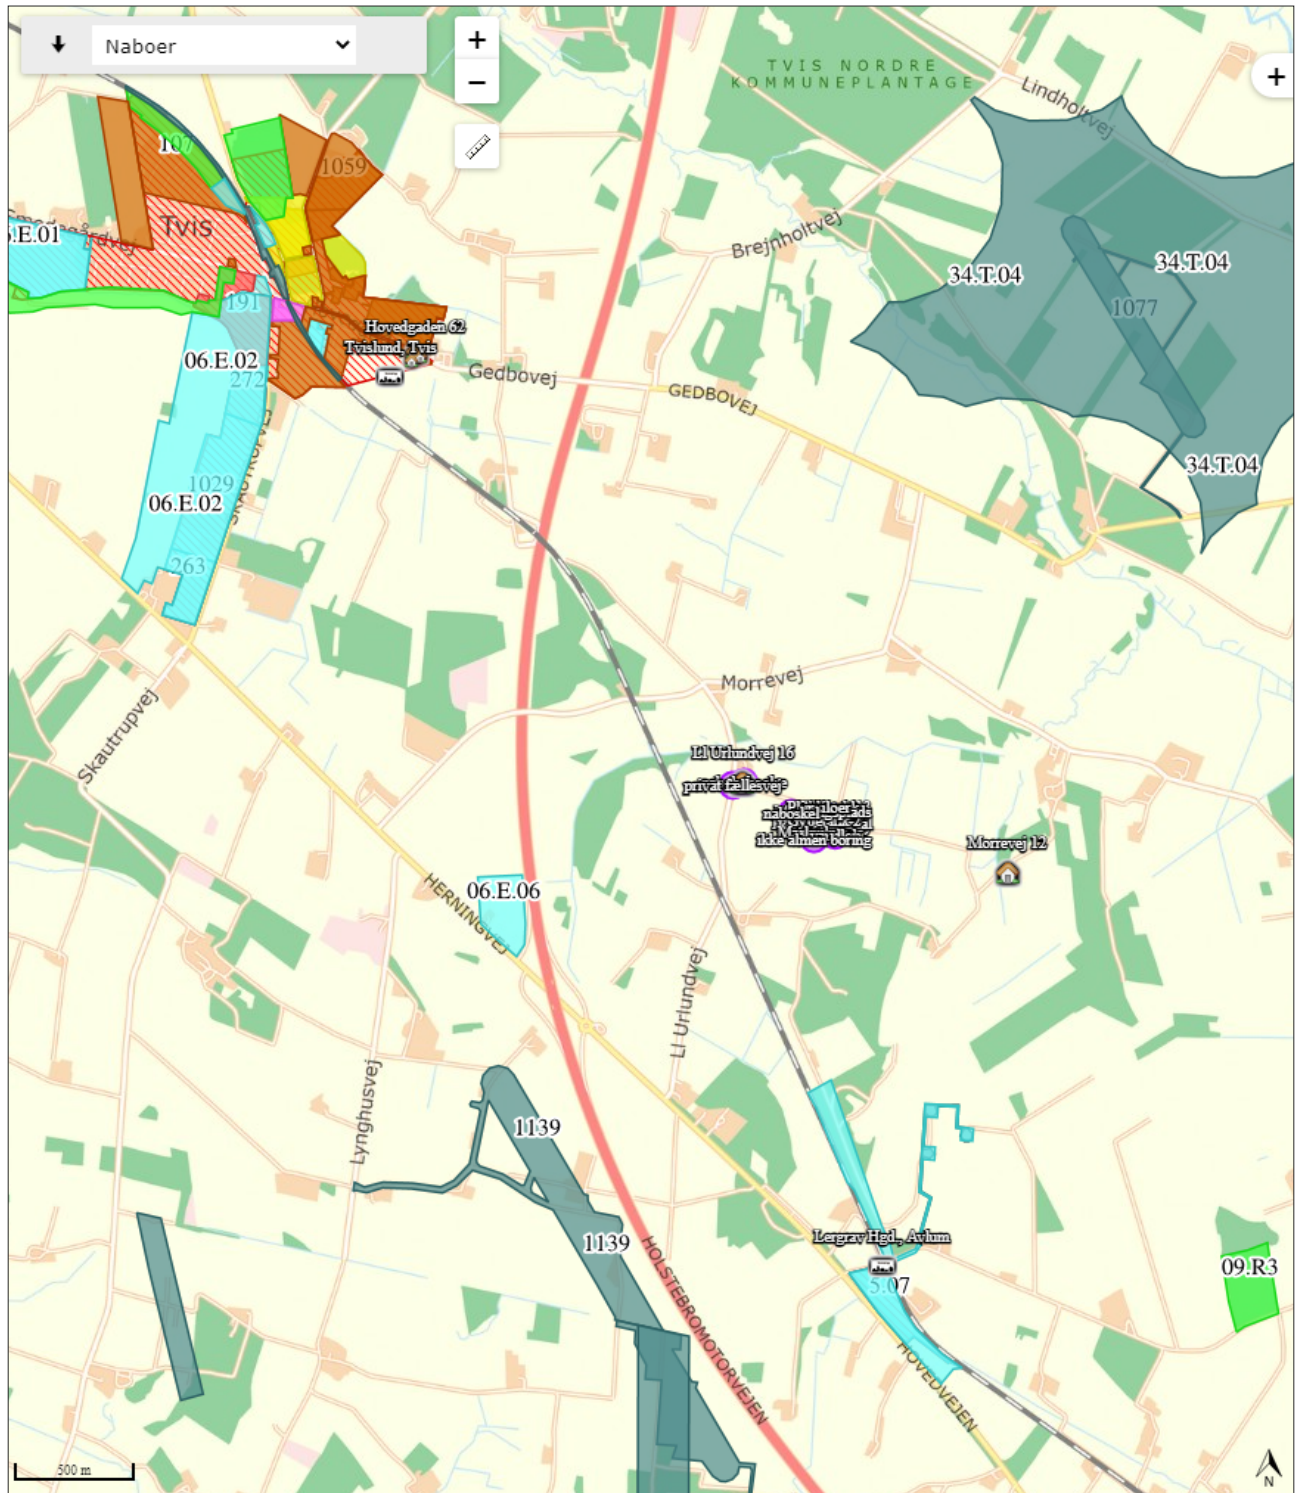 Naboer
+
−
+
TVIS NORDRE
KOMMUNEPLANTAGE
Lindholtvej
107
1059
Tvis
.E.01
Brejnholtvej
34.T.04
34.T.04
1077
191
Hovedgaden 62
Tvislund, Tvis
06.E.02
272
Gedbovej
GEDBOVEJ
34.T.04
1029
06.E.02
SKAUTRUPVEJ
263
Morrevej
Skautrupvej
Ll Urlundvej 16
privat fællesvej
naboskel
ikke almen boring
Morrevej 12
06.E.06
HERNINGVEJ
Ll Urlundvej
Lynghusvej
1139
1139
Lergrav Hgd., Avlum
5.07
09.R3
HOLSTEBROMOTORVEJEN
HOVEDVEJEN
500 m
N